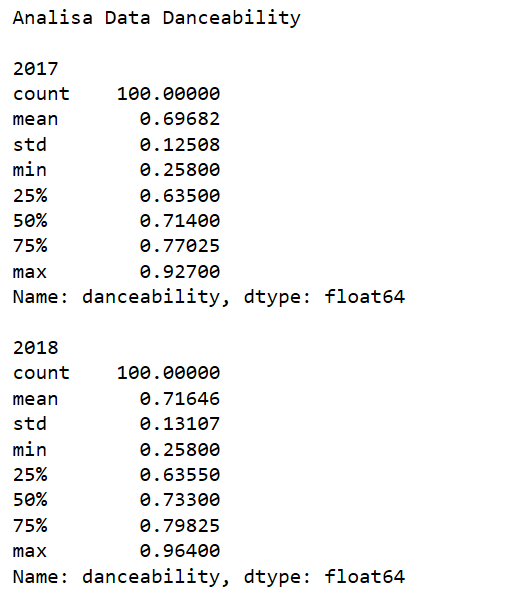 Analisa Data Danceability
2017
count    100.00000
mean       0.69682
std        0.12508
min        0.25800
25%        0.63500
50%        0.71400
75%        0.77025
max        0.92700
Name: danceability, dtype: float64
2018
count    100.00000
mean       0.71646
std        0.13107
min        0.25800
25%        0.63550
50%        0.73300
75%        0.79825
max        0.96400
Name: danceability, dtype: float64